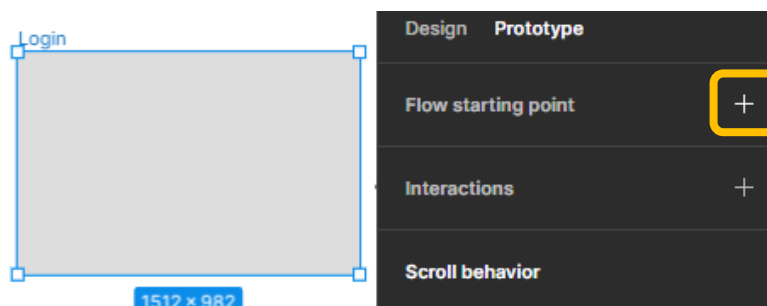 Login
1512 × 982
Design Prototype
Flow starting point
Interactions
Scroll behavior